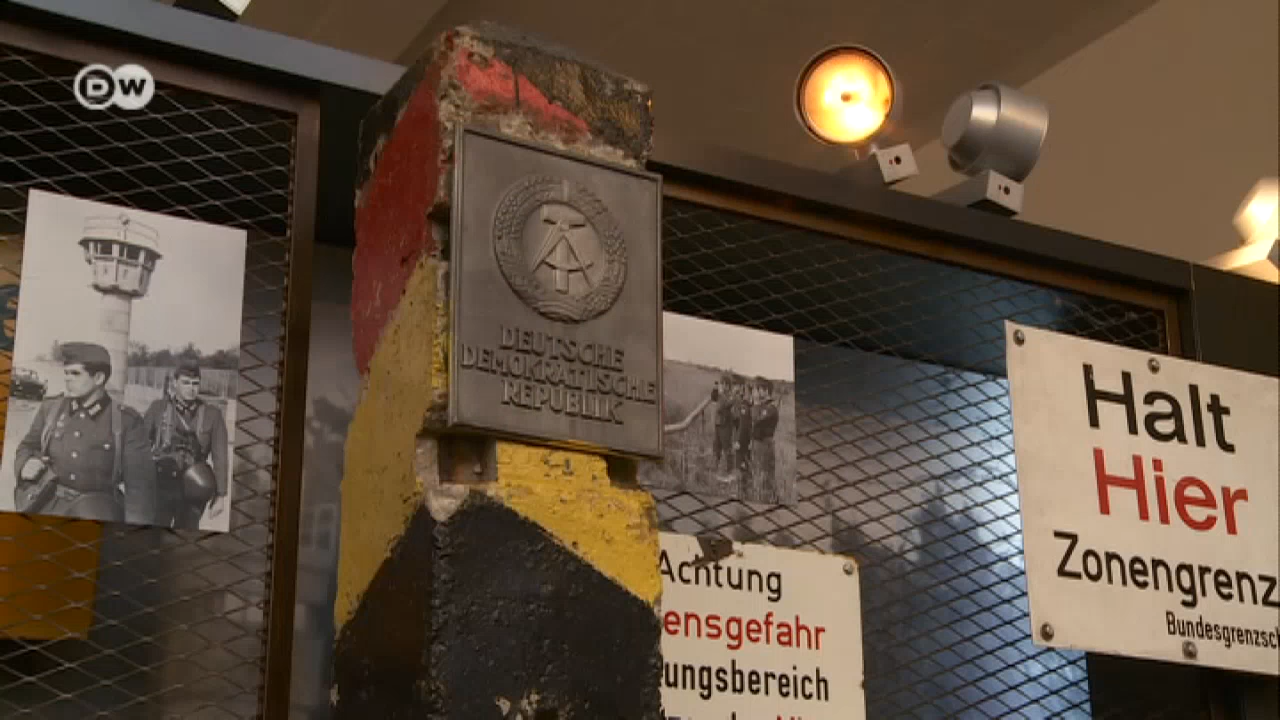 DW
DEUTSCHE
DEMOKRATISCHE
REPUBLIK
Achtung
ensgefahr
ungsbereich
Halt
Hier
Zonengrenz
Bundesgrenzsch